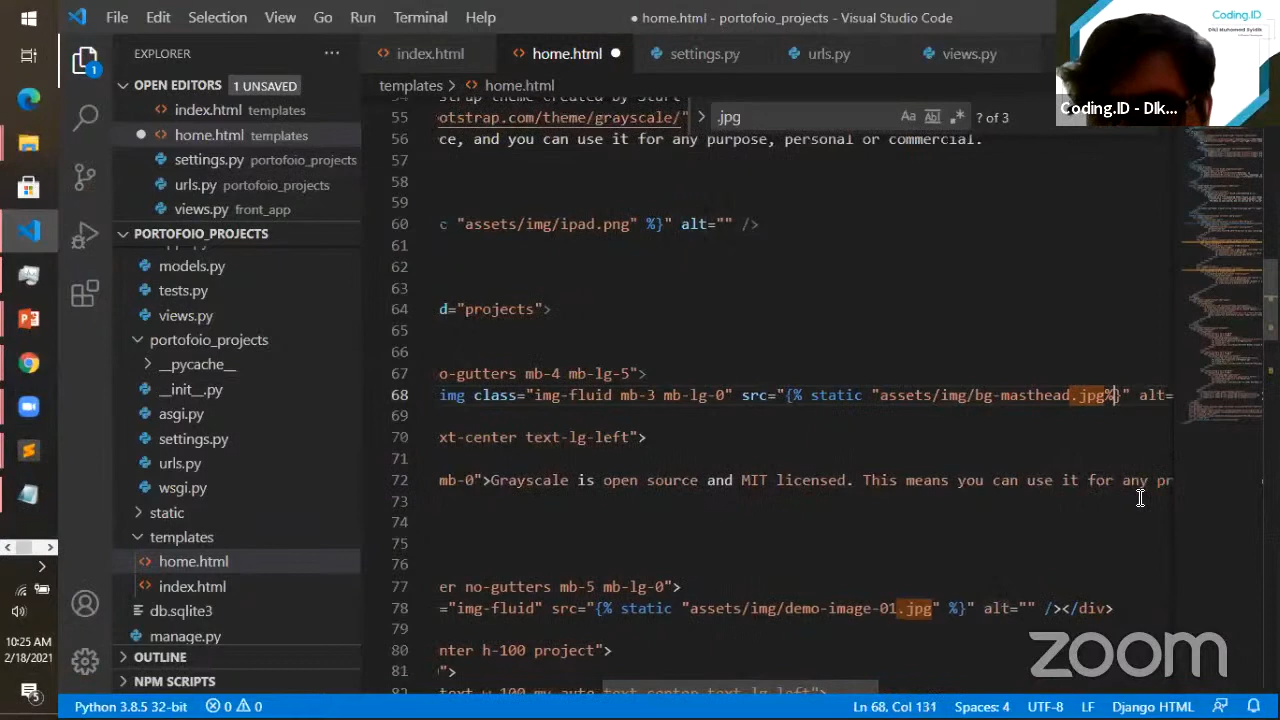 File Edit Selection View Go Run Terminal Help
● home.html - portofoio_projects - Visual Studio Code
Coding.ID
Coding.ID - DIk...
EXPLORER
index.html
home.html
settings.py
urls.py
views.py
OPEN EDITORS 1 UNSAVED
templates > home.html
index.html templates
home.html templates
settings.py portofoio_projects
urls.py portofoio_projects
views.py front_app
PORTOFOIO_PROJECTS
models.py
tests.py
views.py
portofoio_projects
__pycache__
__init__.py
asgi.py
settings.py
urls.py
wsgi.py
static
templates
home.html
index.html
db.sqlite3
manage.py
OUTLINE
NPM SCRIPTS
.jpg
? of 3
otstrap.com/theme/grayscale/"
56 e, and you can use it for any purpose, personal or commercial
57
58
59
60 c "assets/img/ipad.png" %}" alt="" />
61
62
63
64 d="projects">
65
66
67 o-gutters mb-4 mb-lg-5">
68 img class="img-fluid mb-3 mb-lg-0" src="{% static "assets/img/bg-masthead.jpg%}" alt=
69
70 xt-center text-lg-left">
71
72 mb-0">Grayscale is open source and MIT licensed. This means you can use it for any pr
73
74
75
76
77 er no-gutters mb-5 mb-lg-0">
78 ="img-fluid" src="{% static "assets/img/demo-image-01.jpg" %}" alt="" /></div>
79
80 nter h-100 project">
81 ">
zoom
10:25 AM
2/18/2021
5
1
Python 3.8.5 32-bit
0 0
Ln 68, Col 131
Spaces: 4
UTF-8
LF
Django HTML